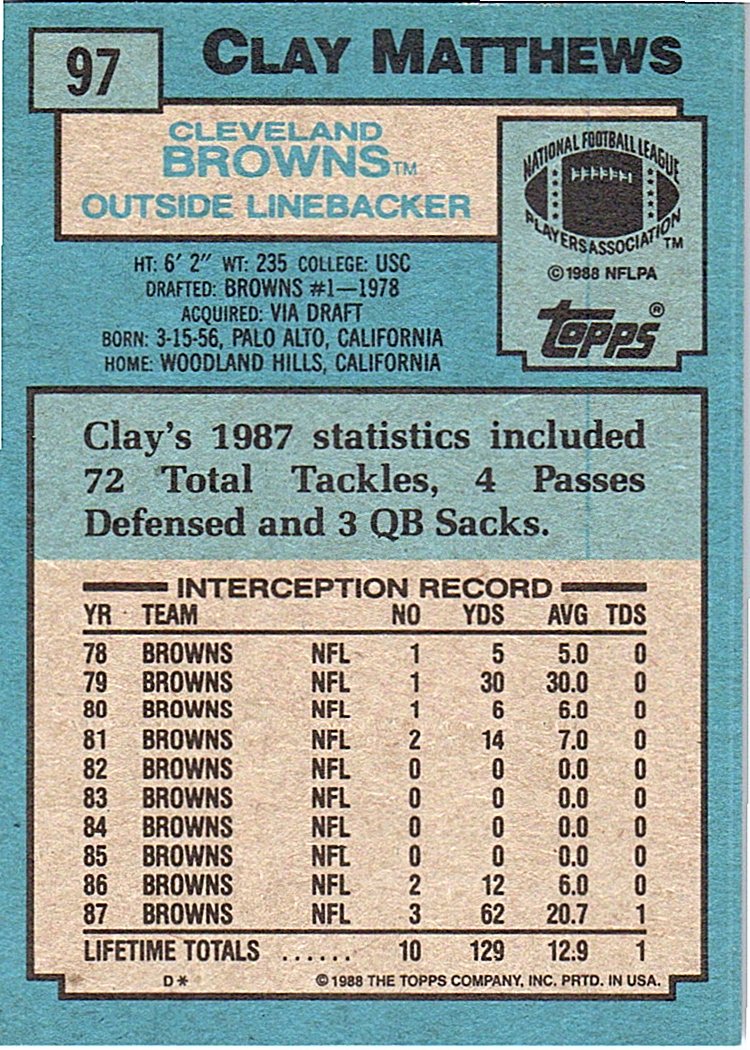 97
CLAY MATTHEWS
CLEVELAND
BROWNS™
OUTSIDE LINEBACKER
NATIONAL FOOTBALL LEAGUE
PLAYERS ASSOCIATION™
©1988 NFLPA
topps®
HT: 6' 2" WT: 235 COLLEGE: USC
DRAFTED: BROWNS #1—1978
ACQUIRED: VIA DRAFT
BORN: 3-15-56, PALO ALTO, CALIFORNIA
HOME: WOODLAND HILLS, CALIFORNIA
Clay's 1987 statistics included
72 Total Tackles, 4 Passes
Defensed and 3 QB Sacks.
INTERCEPTION RECORD
YR TEAM NO YDS AVG TDS
78 BROWNS NFL 1 5 5.0 0
79 BROWNS NFL 1 30 30.0 0
80 BROWNS NFL 1 6 6.0 0
81 BROWNS NFL 2 14 7.0 0
82 BROWNS NFL 0 0 0.0 0
83 BROWNS NFL 0 0 0.0 0
84 BROWNS NFL 0 0 0.0 0
85 BROWNS NFL 0 0 0.0 0
86 BROWNS NFL 2 12 6.0 0
87 BROWNS NFL 3 62 20.7 1
LIFETIME TOTALS ...... 10 129 12.9 1
D* ©1988 THE TOPPS COMPANY, INC. PRTD. IN USA.